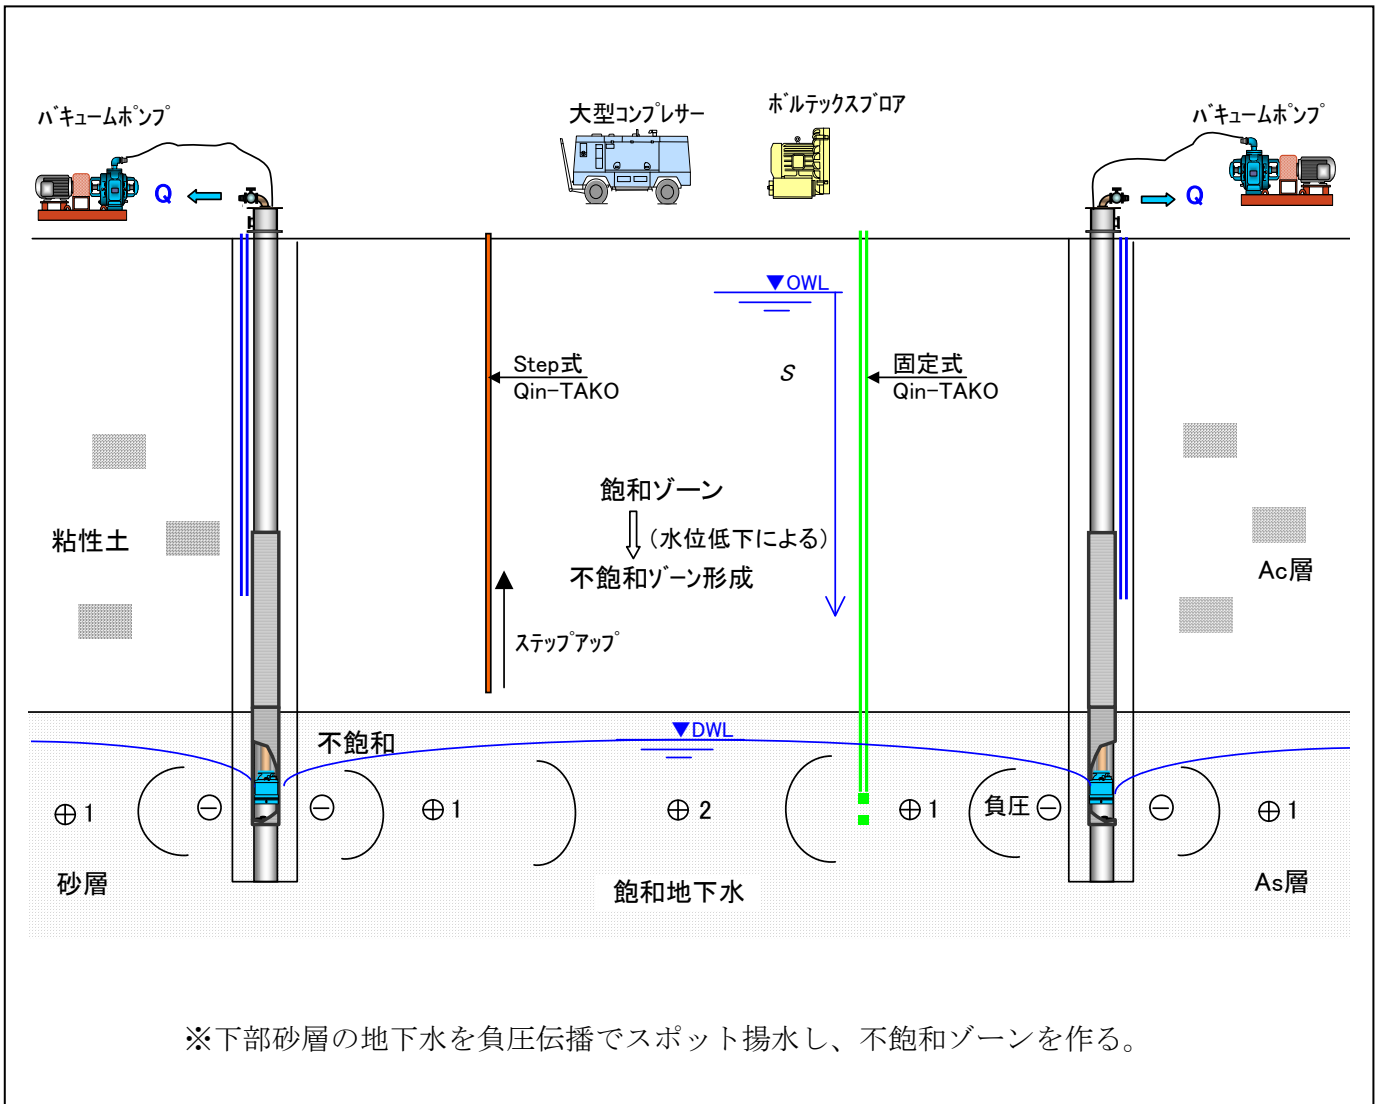 バキュームポンプ
大型コンプレサー
ボルテックスブロア
バキュームポンプ
Q
Q
▼OWL
Step式
Qin-TAKO
S
固定式
Qin-TAKO
飽和ゾーン
(水位低下による)
不飽和ゾーン形成
粘性土
Ac層
ステップアップ
不飽和
▼DWL
⊕1
⊖
⊖
⊕1
⊕2
⊕1
負圧⊖
⊖
⊕1
砂層
飽和地下水
As層
※下部砂層の地下水を負圧伝播でスポット揚水し、不飽和ゾーンを作る。